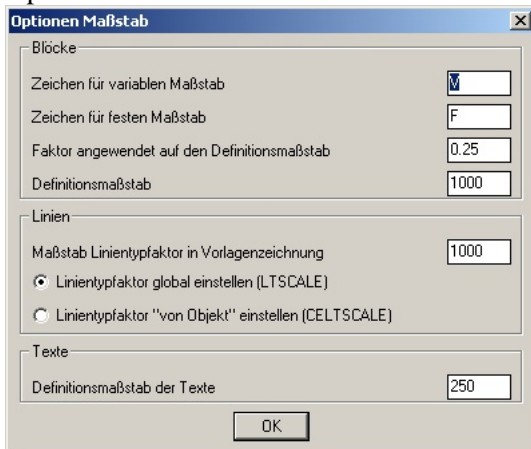 Optionen Maßstab
Blöcke
Zeichen für variablen Maßstab V
Zeichen für festen Maßstab F
Faktor angewendet auf den Definitionsmaßstab 0.25
Definitionsmaßstab 1000
Linien
Maßstab Linientypfaktor in Vorlagenzeichnung 1000
Linientypfaktor global einstellen (LTSCALE)
Linientypfaktor "von Objekt" einstellen (CELTSCALE)
Texte
Definitionsmaßstab der Texte 250
OK